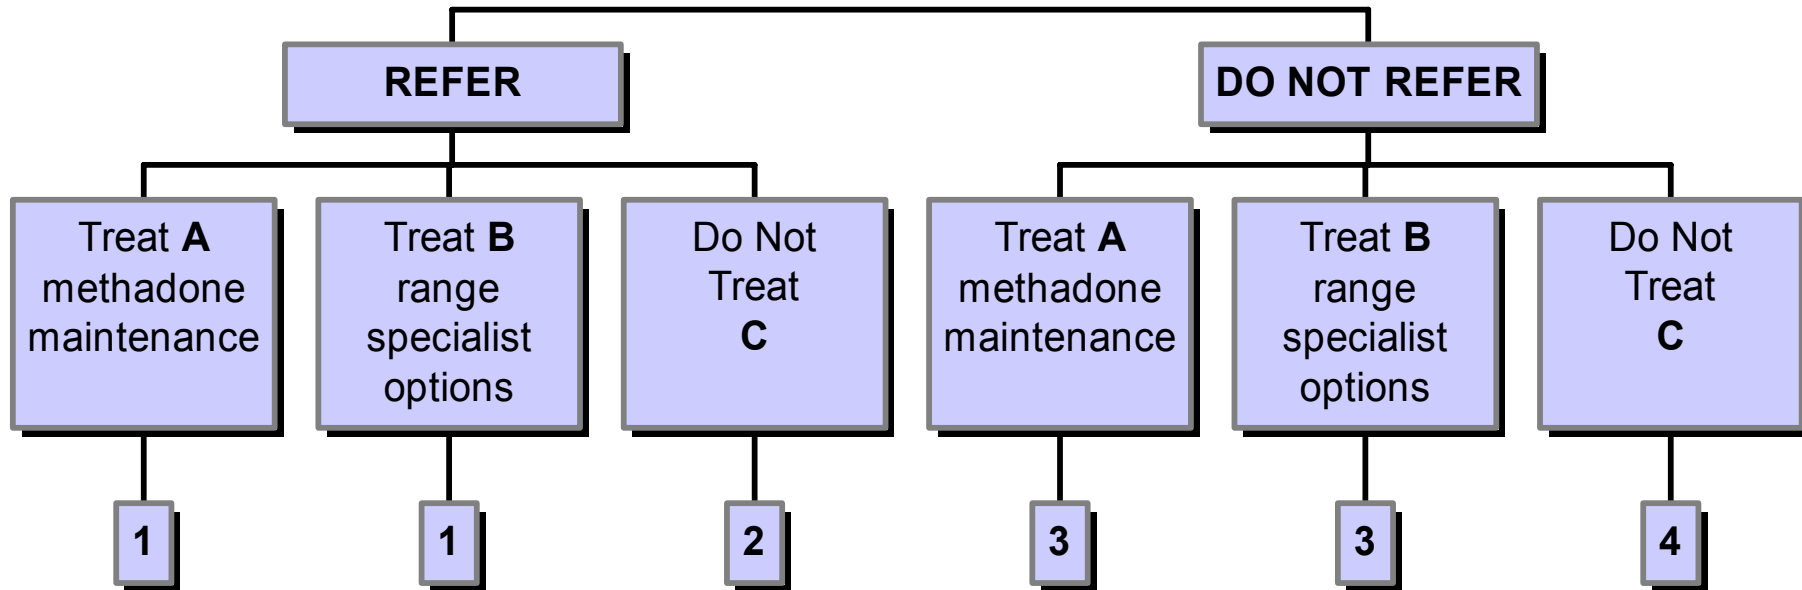 REFER
DO NOT REFER
Treat A
methadone
maintenance
Treat B
range
specialist
options
Do Not
Treat
C
Treat A
methadone
maintenance
Treat B
range
specialist
options
Do Not
Treat
C
1
1
2
3
3
4